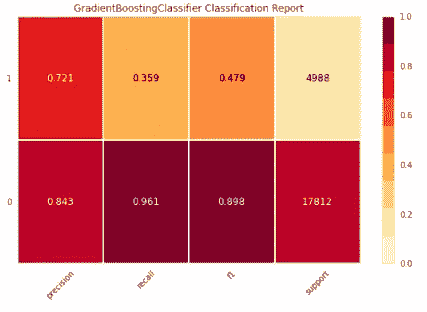 GradientBoostingClassifier Classification Report
1 0.721 0.359 0.479 4988
0 0.843 0.961 0.898 17812
precision recall f1 support
1.0
0.8
0.6
0.4
0.2
0.0